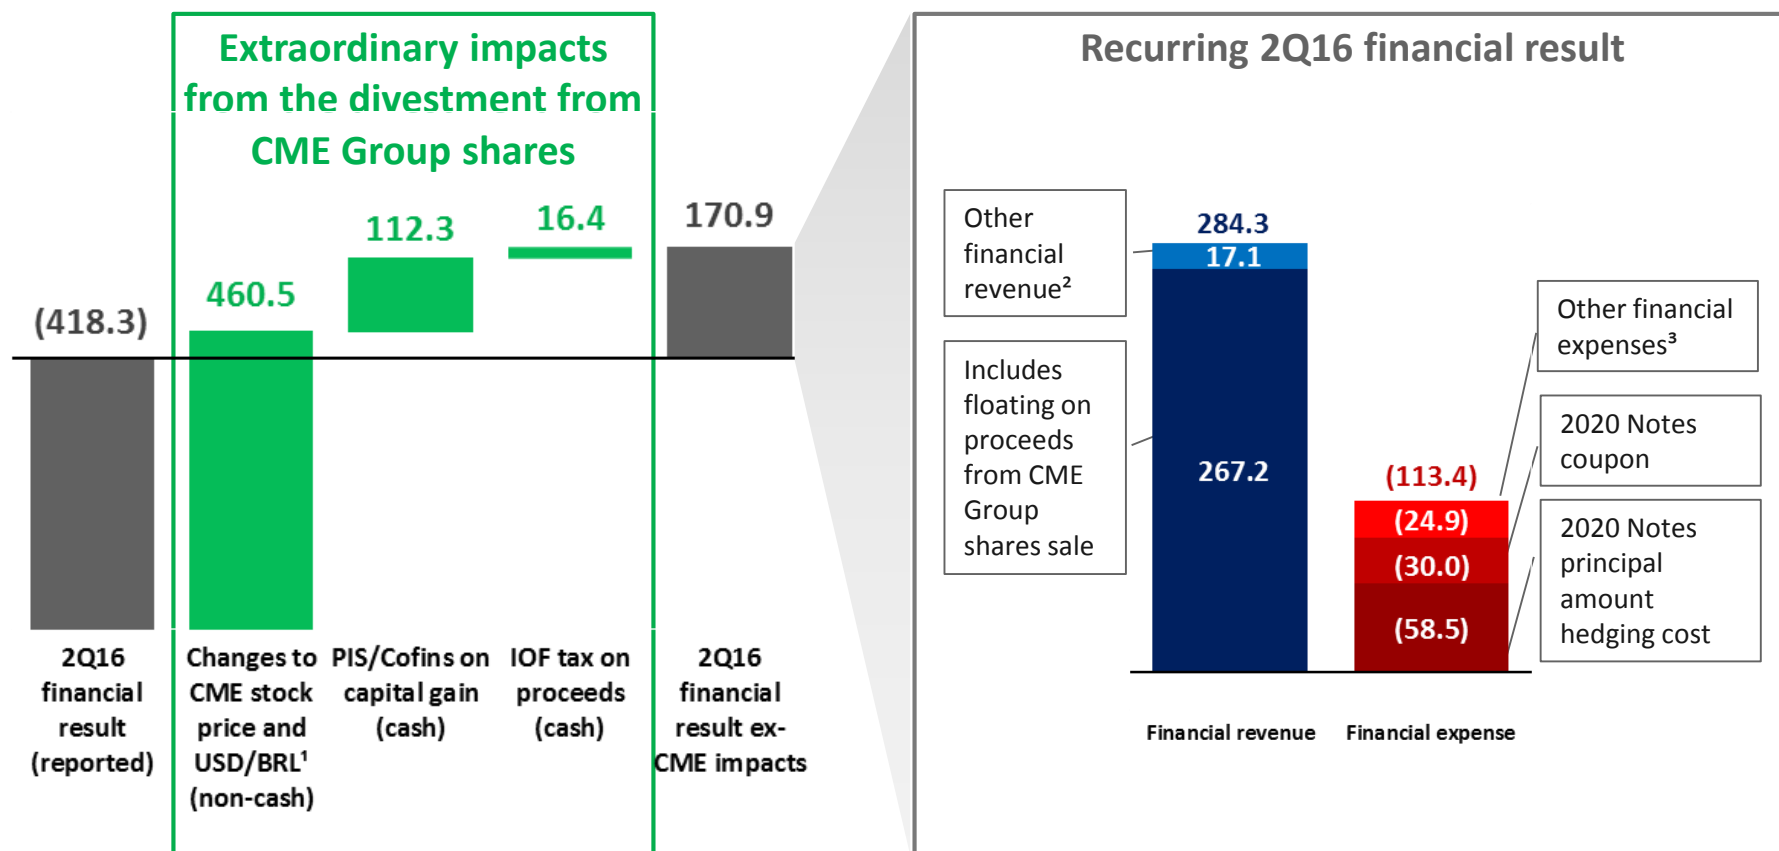 Extraordinary impacts
from the divestment from
CME Group shares
(418.3)
460.5
112.3
16.4
170.9
2Q16
financial
result
(reported)
Changes to
CME stock
price and
USD/BRL¹
(non-cash)
PIS/Cofins on
capital gain
(cash)
IOF tax on
proceeds
(cash)
2Q16
financial
result ex-
CME impacts
Recurring 2Q16 financial result
Other
financial
revenue²
Includes
floating on
proceeds
from CME
Group
shares sale
284.3
17.1
267.2
(113.4)
(24.9)
(30.0)
(58.5)
Other financial
expenses³
2020 Notes
coupon
2020 Notes
principal
amount
hedging cost
Financial revenue
Financial expense